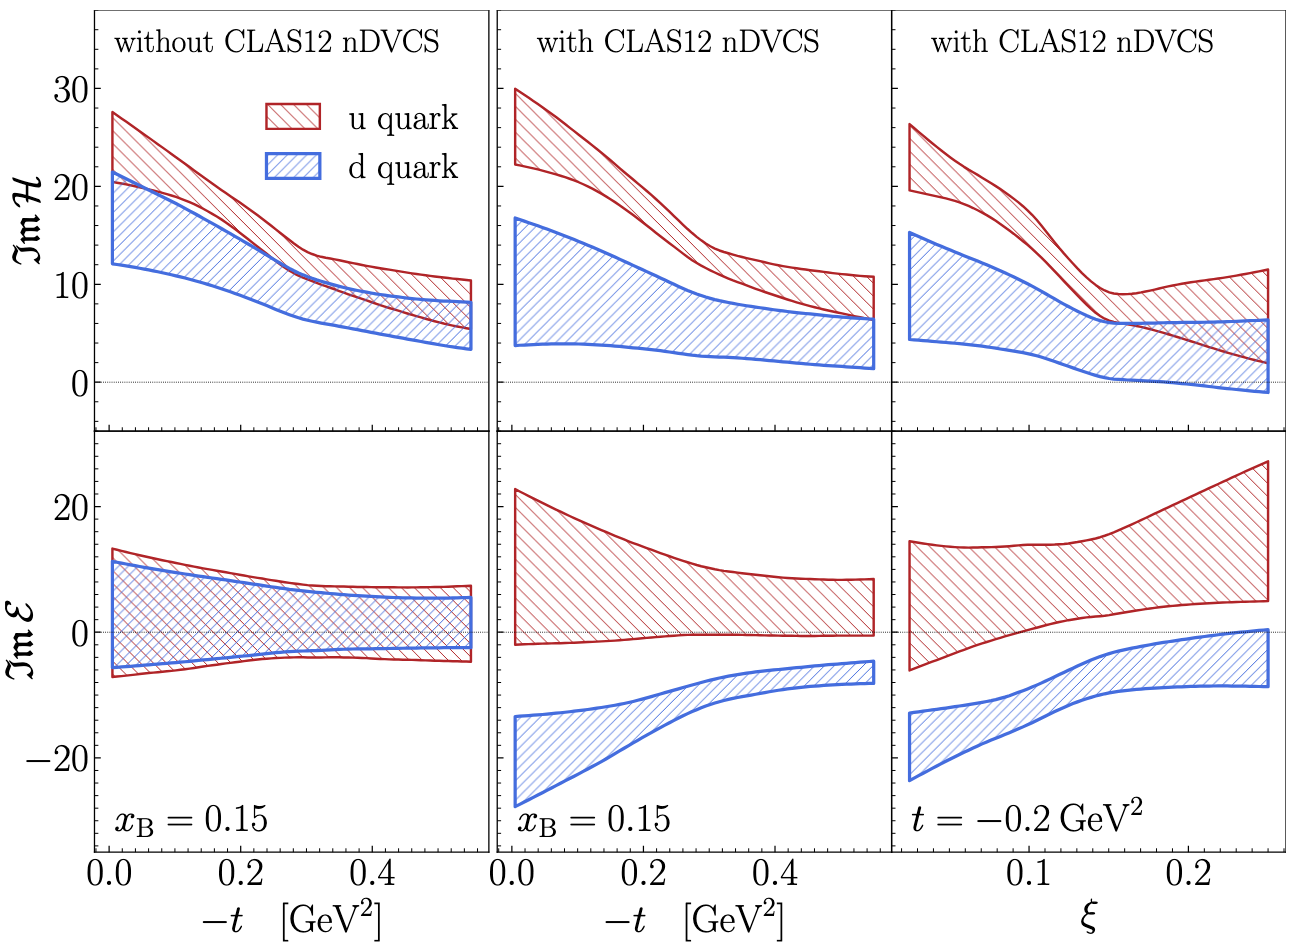 without CLAS12 nDVCS
with CLAS12 nDVCS
with CLAS12 nDVCS
u quark
d quark
ℑm ℋ
30
20
10
0
ℑm ℰ
20
0
−20
x_B = 0.15
x_B = 0.15
t = −0.2 GeV²
0.0 0.2 0.4
0.0 0.2 0.4
0.1 0.2
−t [GeV²]
−t [GeV²]
ξ